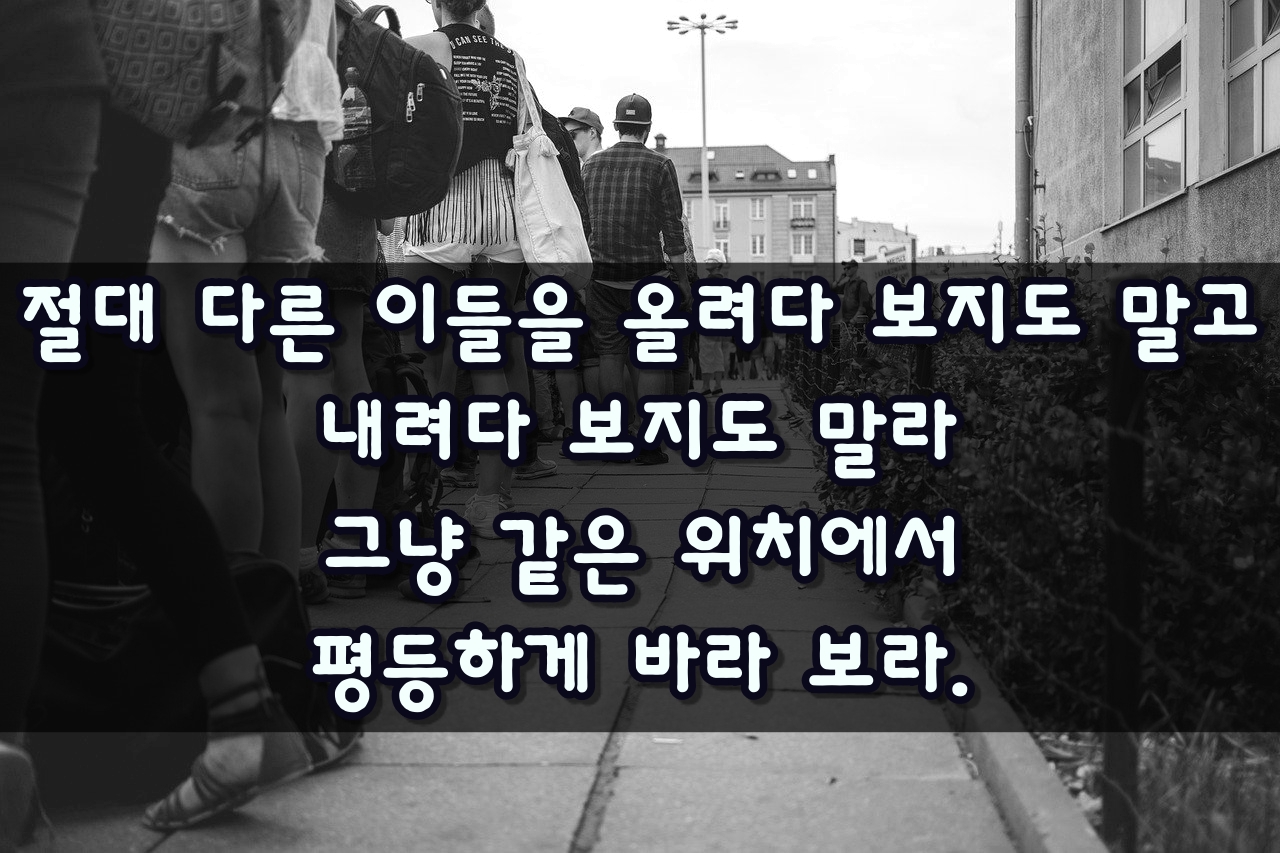 절대 다른 이들을 올려다 보지도 말고
내려다 보지도 말라
그냥 같은 위치에서
평등하게 바라 보라.